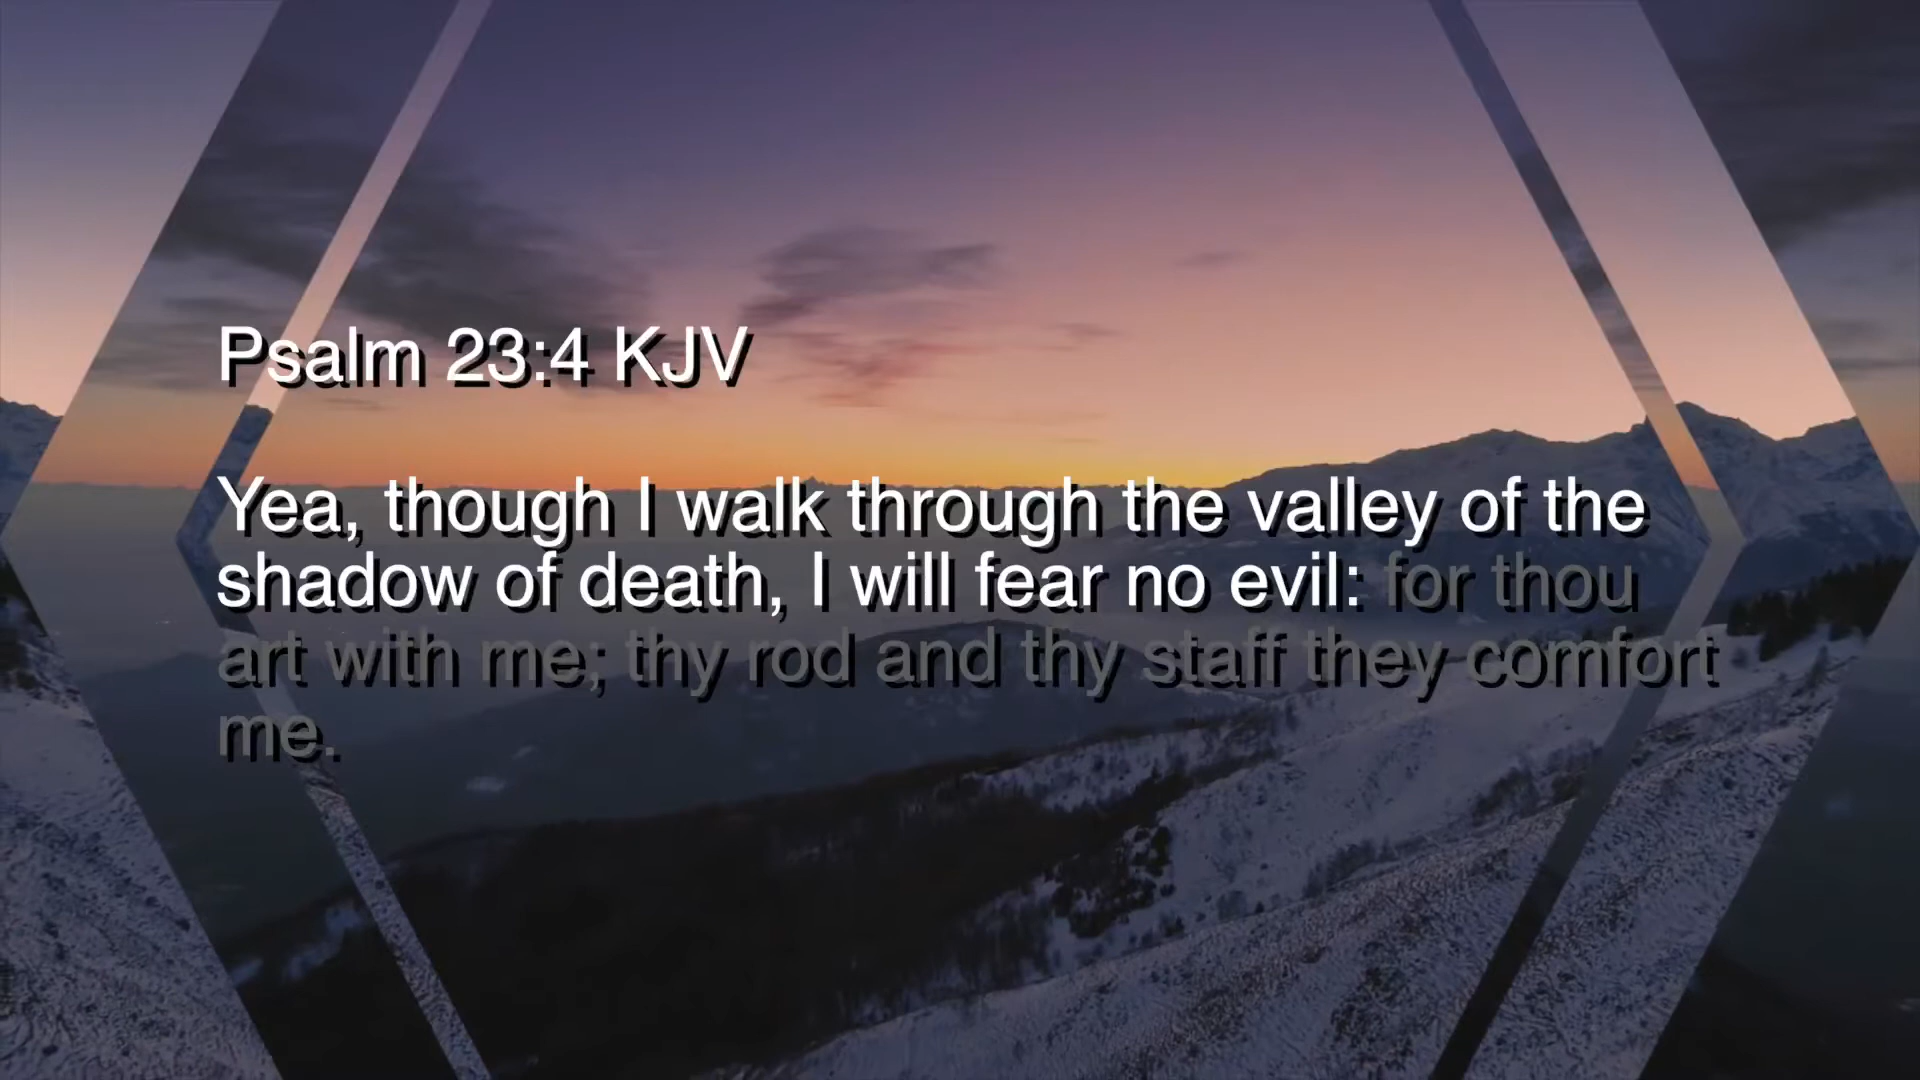 Psalm 23:4 KJV
Yea, though I walk through the valley of the
shadow of death, I will fear no evil: for thou
art with me; thy rod and thy staff they comfort
me.